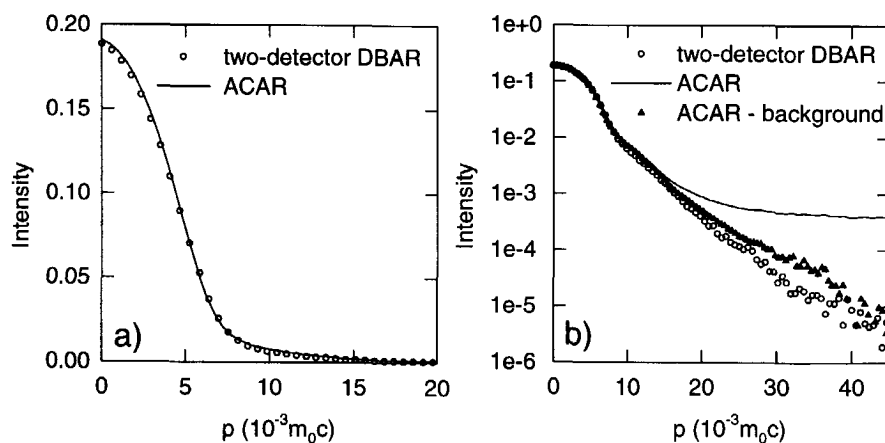 0.20
0.15
0.10
0.05
0.00
Intensity
two-detector DBAR
ACAR
a)
0
5
10
15
20
p (10⁻³m₀c)
1e+0
1e-1
1e-2
1e-3
1e-4
1e-5
1e-6
Intensity
two-detector DBAR
ACAR
ACAR - background
b)
0
10
20
30
40
p (10⁻³m₀c)